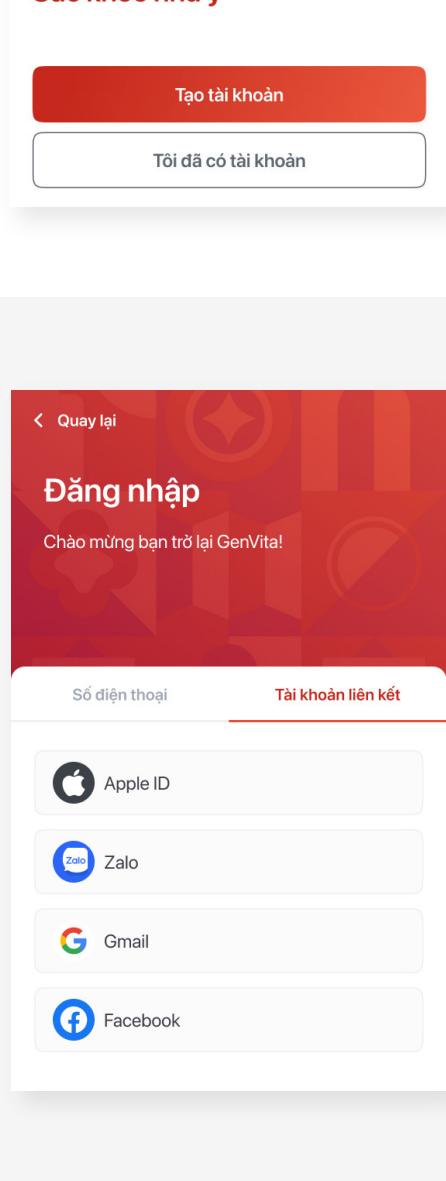 Tạo tài khoản
Tôi đã có tài khoản
Quay lại
Đăng nhập
Chào mừng bạn trở lại GenVita!
Số điện thoại
Tài khoản liên kết
Apple ID
Zalo
Zalo
Gmail
Facebook